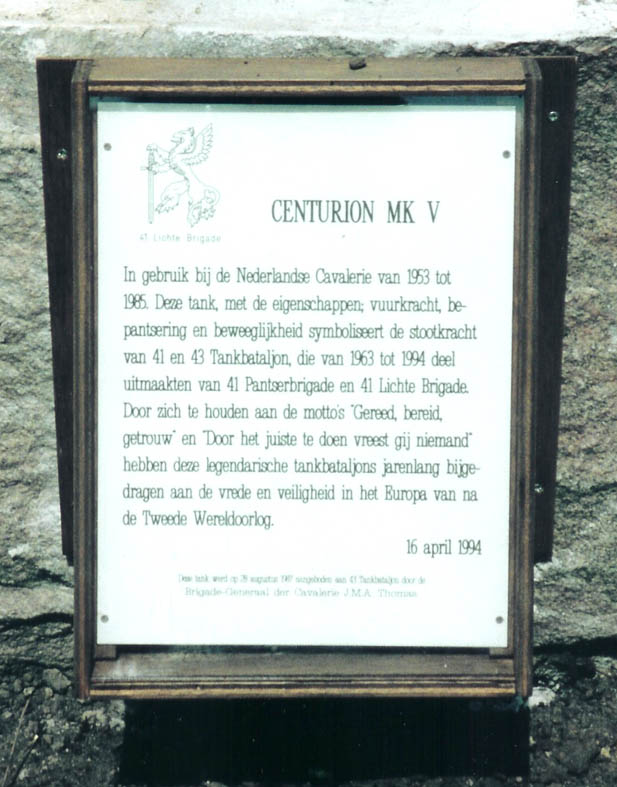 41 Lichte Brigade
CENTURION MK V
In gebruik bij de Nederlandse Cavalerie van 1953 tot
1985. Deze tank, met de eigenschappen; vuurkracht, be-
pantsering en beweeglijkheid symboliseert de stootkracht
van 41 en 43 Tankbataljon, die van 1963 tot 1994 deel
uitmaakten van 41 Pantserbrigade en 41 Lichte Brigade.
Door zich te houden aan de motto's "Gereed, bereid,
getrouw" en "Door het juiste te doen vreest gij niemand"
hebben deze legendarische tankbataljons jarenlang bijge-
dragen aan de vrede en veiligheid in het Europa van na
de Tweede Wereldoorlog.
16 april 1994
Deze tank werd op 28 augustus 1987 aangeboden aan 43 Tankbataljon door de
Brigade-Generaal der Cavalerie J.M.A. Thomas